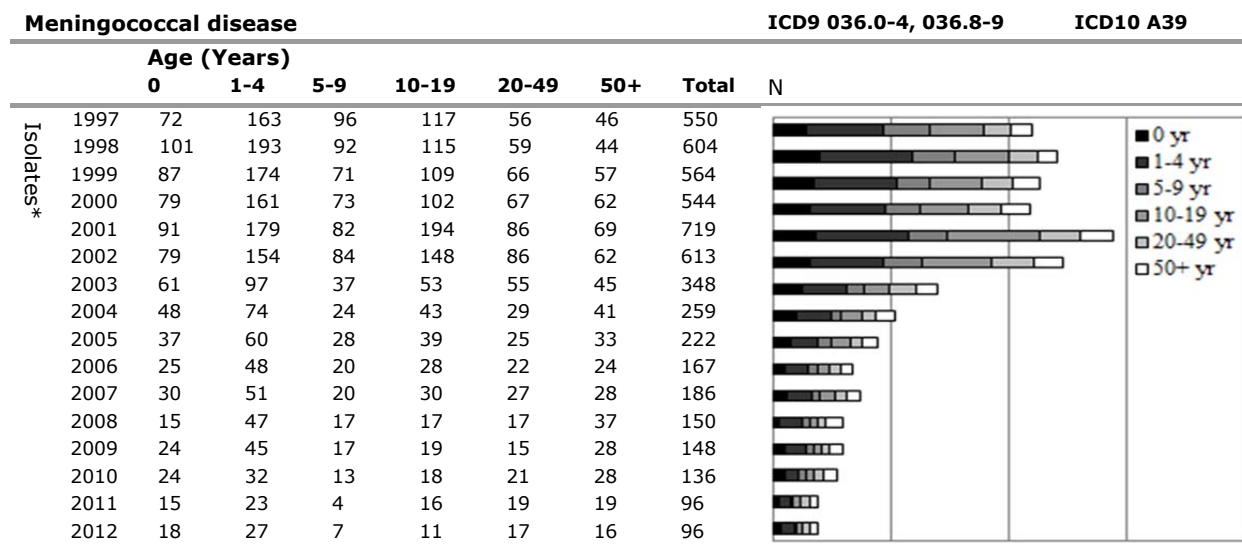 Meningococcal disease ICD9 036.0-4, 036.8-9 ICD10 A39
Age (Years)
0 1-4 5-9 10-19 20-49 50+ Total N
Isolates*
1997 72 163 96 117 56 46 550
1998 101 193 92 115 59 44 604
1999 87 174 71 109 66 57 564
2000 79 161 73 102 67 62 544
2001 91 179 82 194 86 69 719
2002 79 154 84 148 86 62 613
2003 61 97 37 53 55 45 348
2004 48 74 24 43 29 41 259
2005 37 60 28 39 25 33 222
2006 25 48 20 28 22 24 167
2007 30 51 20 30 27 28 186
2008 15 47 17 17 17 37 150
2009 24 45 17 19 15 28 148
2010 24 32 13 18 21 28 136
2011 15 23 4 16 19 19 96
2012 18 27 7 11 17 16 96
0 yr
1-4 yr
5-9 yr
10-19 yr
20-49 yr
50+ yr